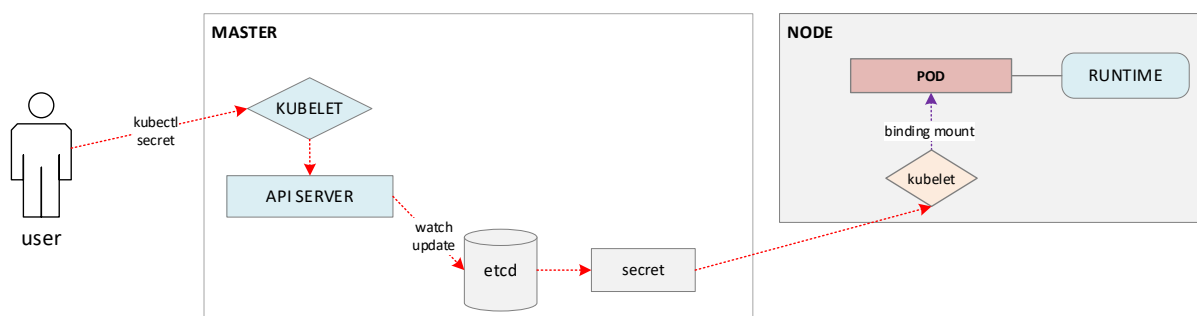 MASTER
NODE
POD
RUNTIME
KUBELET
kubectl
secret
binding mount
kubelet
API SERVER
watch
update
user
etcd
secret